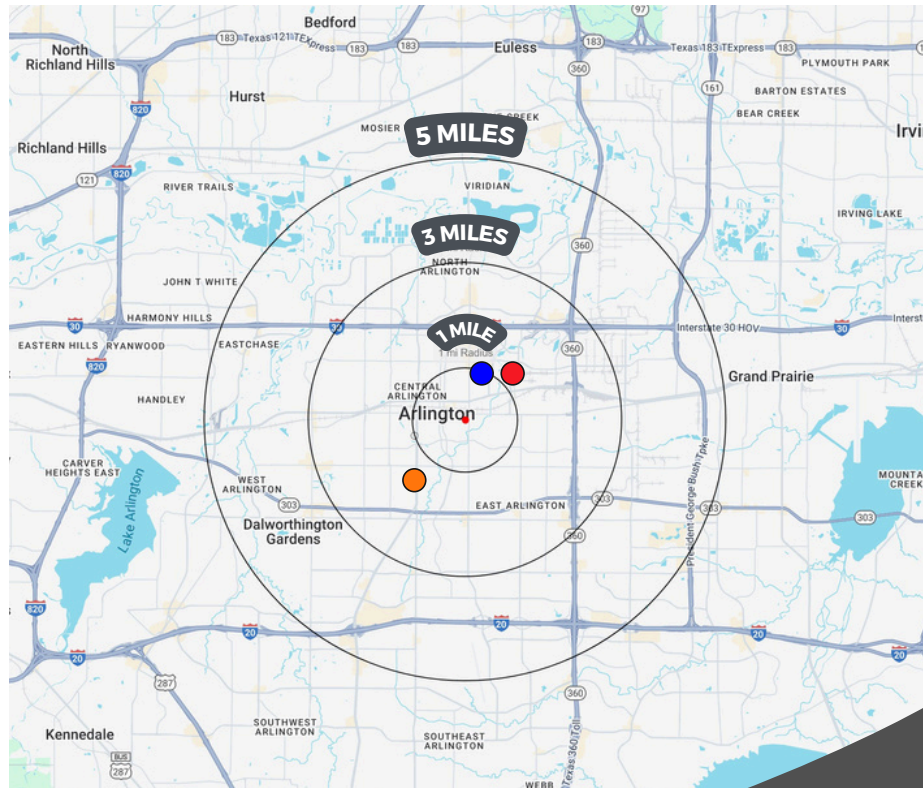 97
Bedford
183
Texas 121 TExpress
183
183
Euless
183
Texas 183 TExpress
183
North
Richland Hills
360
PLYMOUTH PARK
161
BARTON ESTATES
Hurst
820
BEAR CREEK
CREEK
MOSIER
5 MILES
Richland Hills
820
121
RIVER TRAILS
VIRIDIAN
IRVING LAKE
3 MILES
360
NORTH
ARLINGTON
JOHN T WHITE
HARMONY HILLS
30
30
Interstate 30 HOV
30
EASTERN HILLS
RYANWOOD
EASTCHASE
1 MILE
1 mi Radius
360
820
Grand Prairie
CENTRAL
ARLINGTON
HANDLEY
Arlington
CARVER
HEIGHTS EAST
WEST
ARLINGTON
Lake Arlington
303
EAST ARLINGTON
303
303
303
President George Bush Tpke
Dalworthington
Gardens
360
820
20
20
20
20
20
287
360
Kennedale
SOUTHWEST
ARLINGTON
SOUTHEAST
ARLINGTON
Texas 360 Toll
BUS
287
WEBB